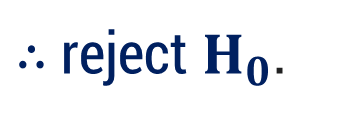 ∴ reject H₀.